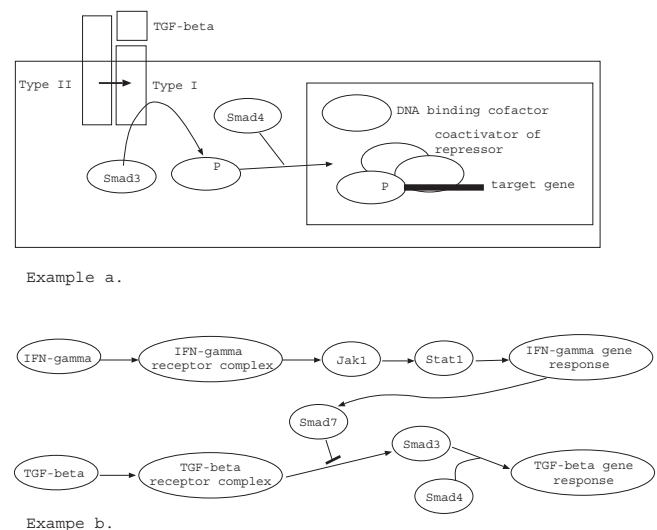 TGF-beta
Type II
Type I
Smad4
DNA binding cofactor
coactivator of
repressor
Smad3
P
P
target gene
Example a.
IFN-gamma
IFN-gamma
receptor complex
Jak1
Stat1
IFN-gamma gene
response
Smad7
Smad3
TGF-beta
TGF-beta
receptor complex
TGF-beta gene
response
Smad4
Exampe b.